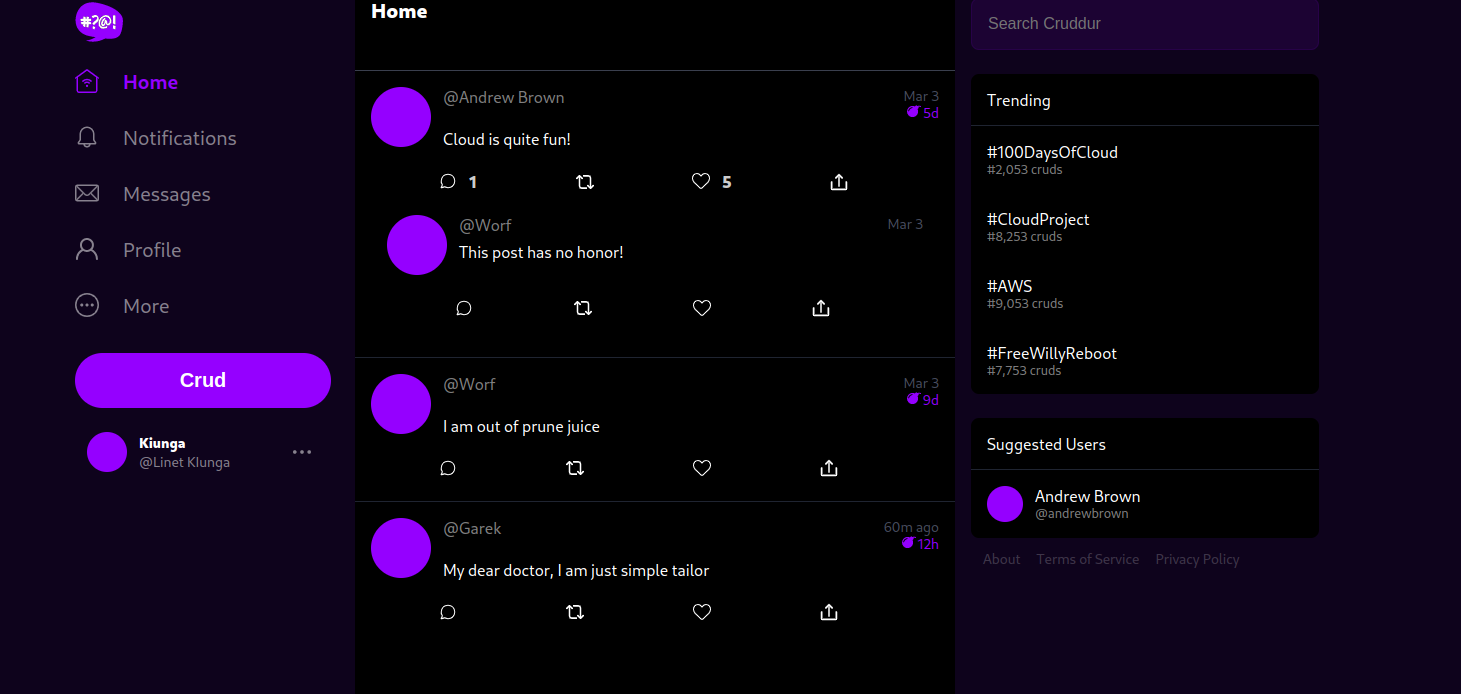 #?@!
Home
Notifications
Messages
Profile
More
Crud
Kiunga
@Linet KIunga
Home
@Andrew Brown
Mar 3
5d
Cloud is quite fun!
1
5
@Worf
Mar 3
This post has no honor!
@Worf
Mar 3
9d
I am out of prune juice
@Garek
60m ago
12h
My dear doctor, I am just simple tailor
Search Cruddur
Trending
#100DaysOfCloud
#2,053 cruds
#CloudProject
#8,253 cruds
#AWS
#9,053 cruds
#FreeWillyReboot
#7,753 cruds
Suggested Users
Andrew Brown
@andrewbrown
About Terms of Service Privacy Policy